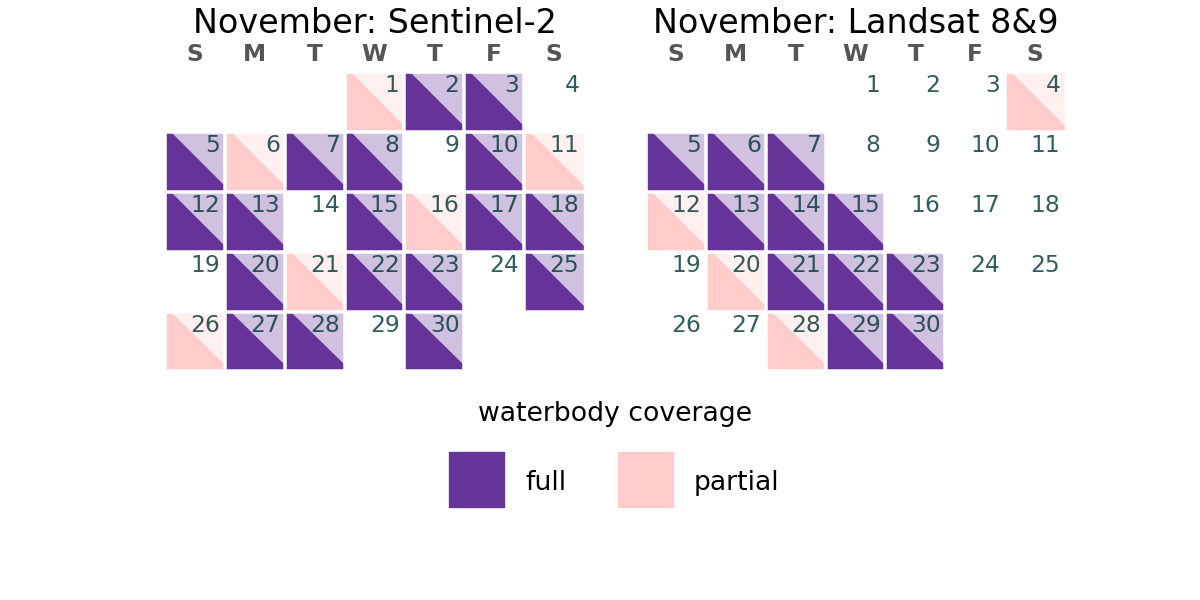 November: Sentinel-2
S M T W T F S
1 2 3 4
5 6 7 8 9 10 11
12 13 14 15 16 17 18
19 20 21 22 23 24 25
26 27 28 29 30
November: Landsat 8&9
S M T W T F S
1 2 3 4
5 6 7 8 9 10 11
12 13 14 15 16 17 18
19 20 21 22 23 24 25
26 27 28 29 30
waterbody coverage
full
partial